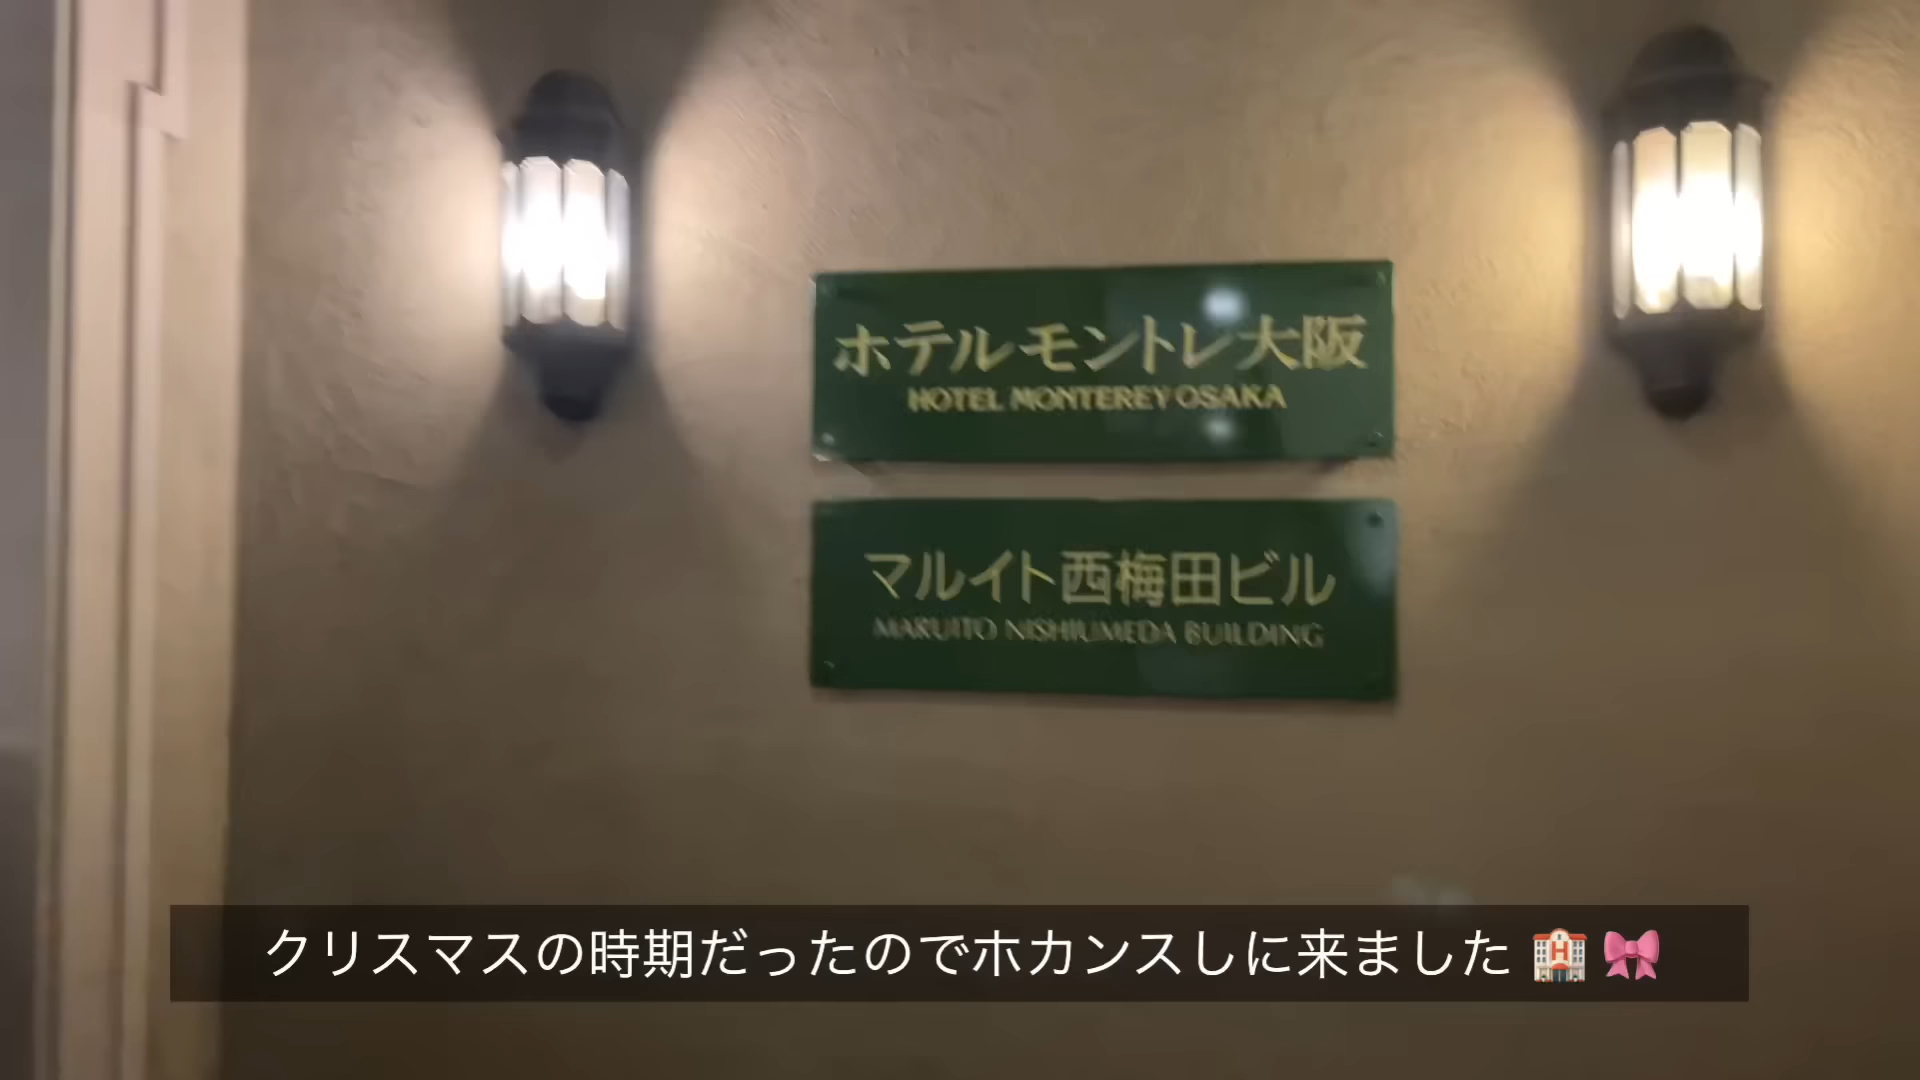 ホテルモントレ大阪
HOTEL MONTEREY OSAKA
マルイト西梅田ビル
MARUITO NISHIUMEDA BUILDING
クリスマスの時期だったのでホカンスしに来ました 🏨 🎀